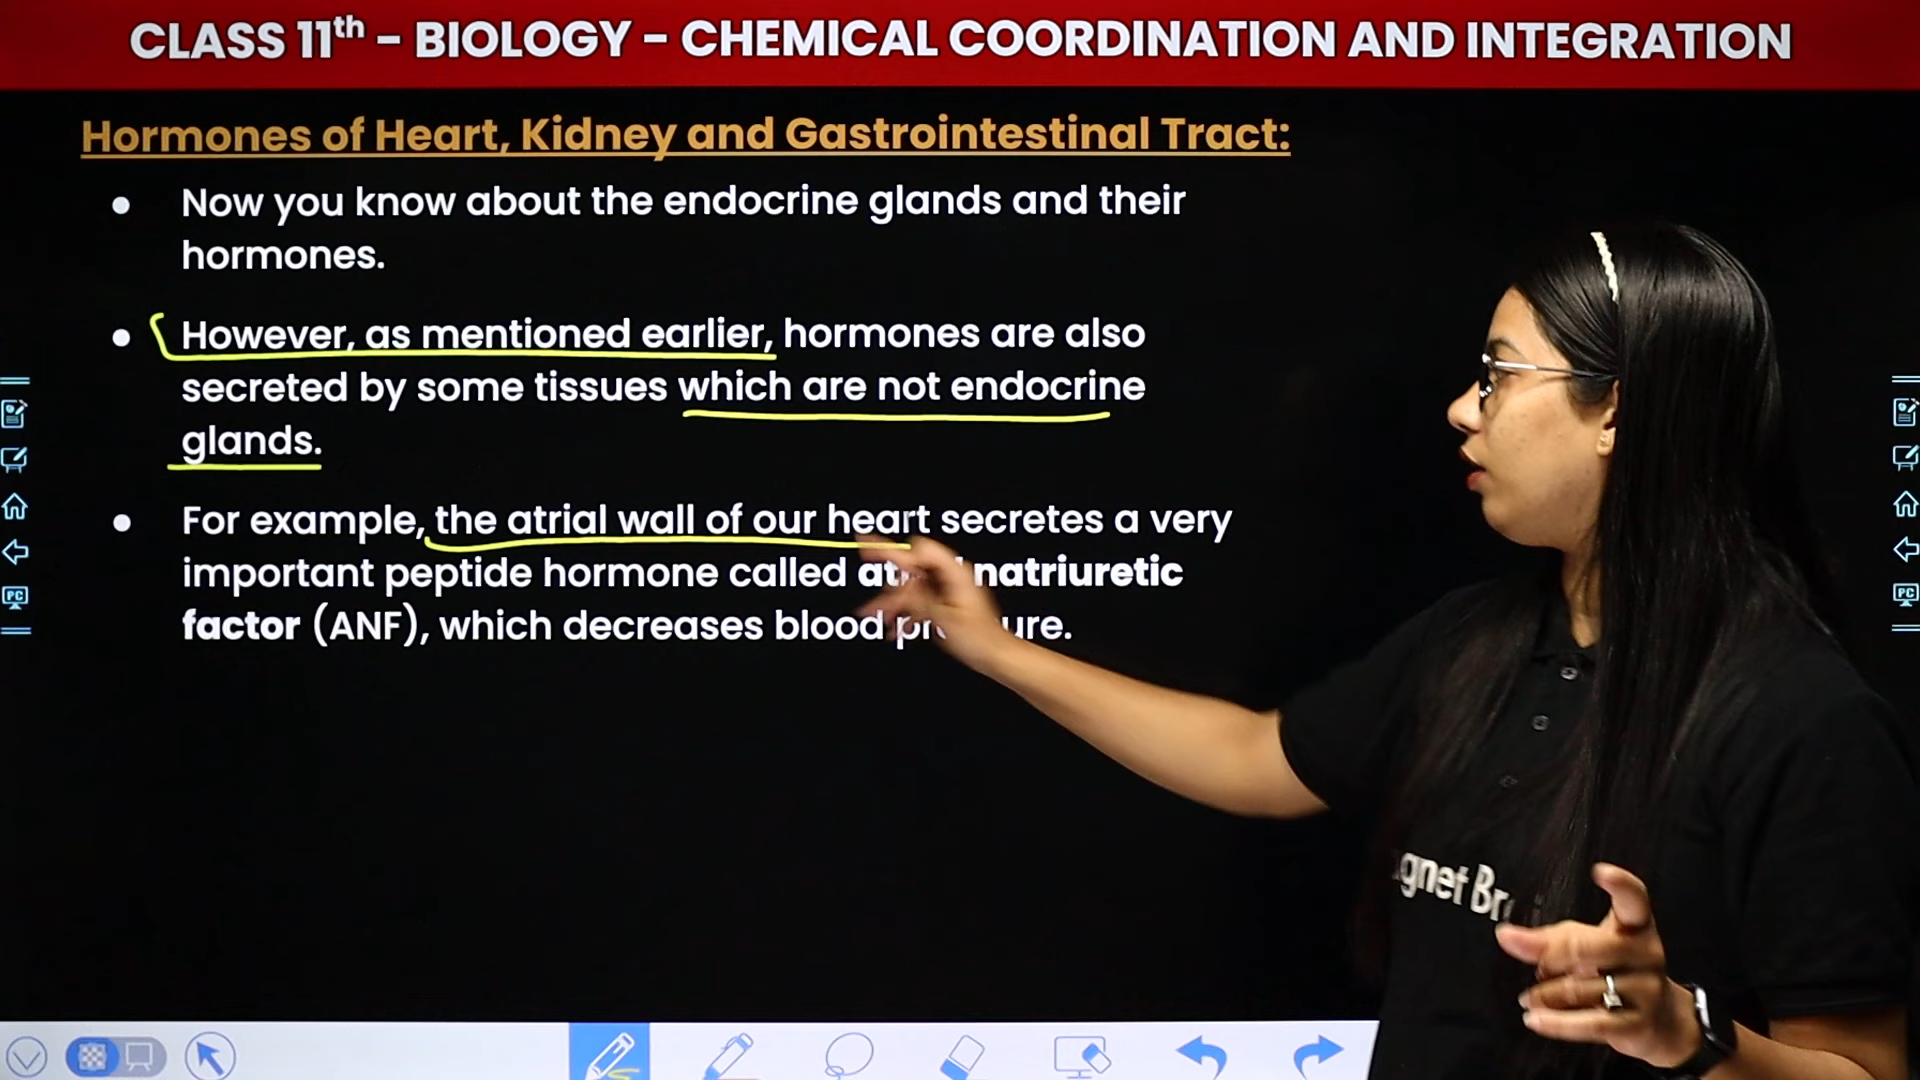 CLASS 11th - BIOLOGY - CHEMICAL COORDINATION AND INTEGRATION
Hormones of Heart, Kidney and Gastrointestinal Tract:
• Now you know about the endocrine glands and their
hormones.
• However, as mentioned earlier, hormones are also
secreted by some tissues which are not endocrine
glands.
• For example, the atrial wall of our heart secretes a very
important peptide hormone called natriuretic
factor (ANF), which decreases blood
PC
PC